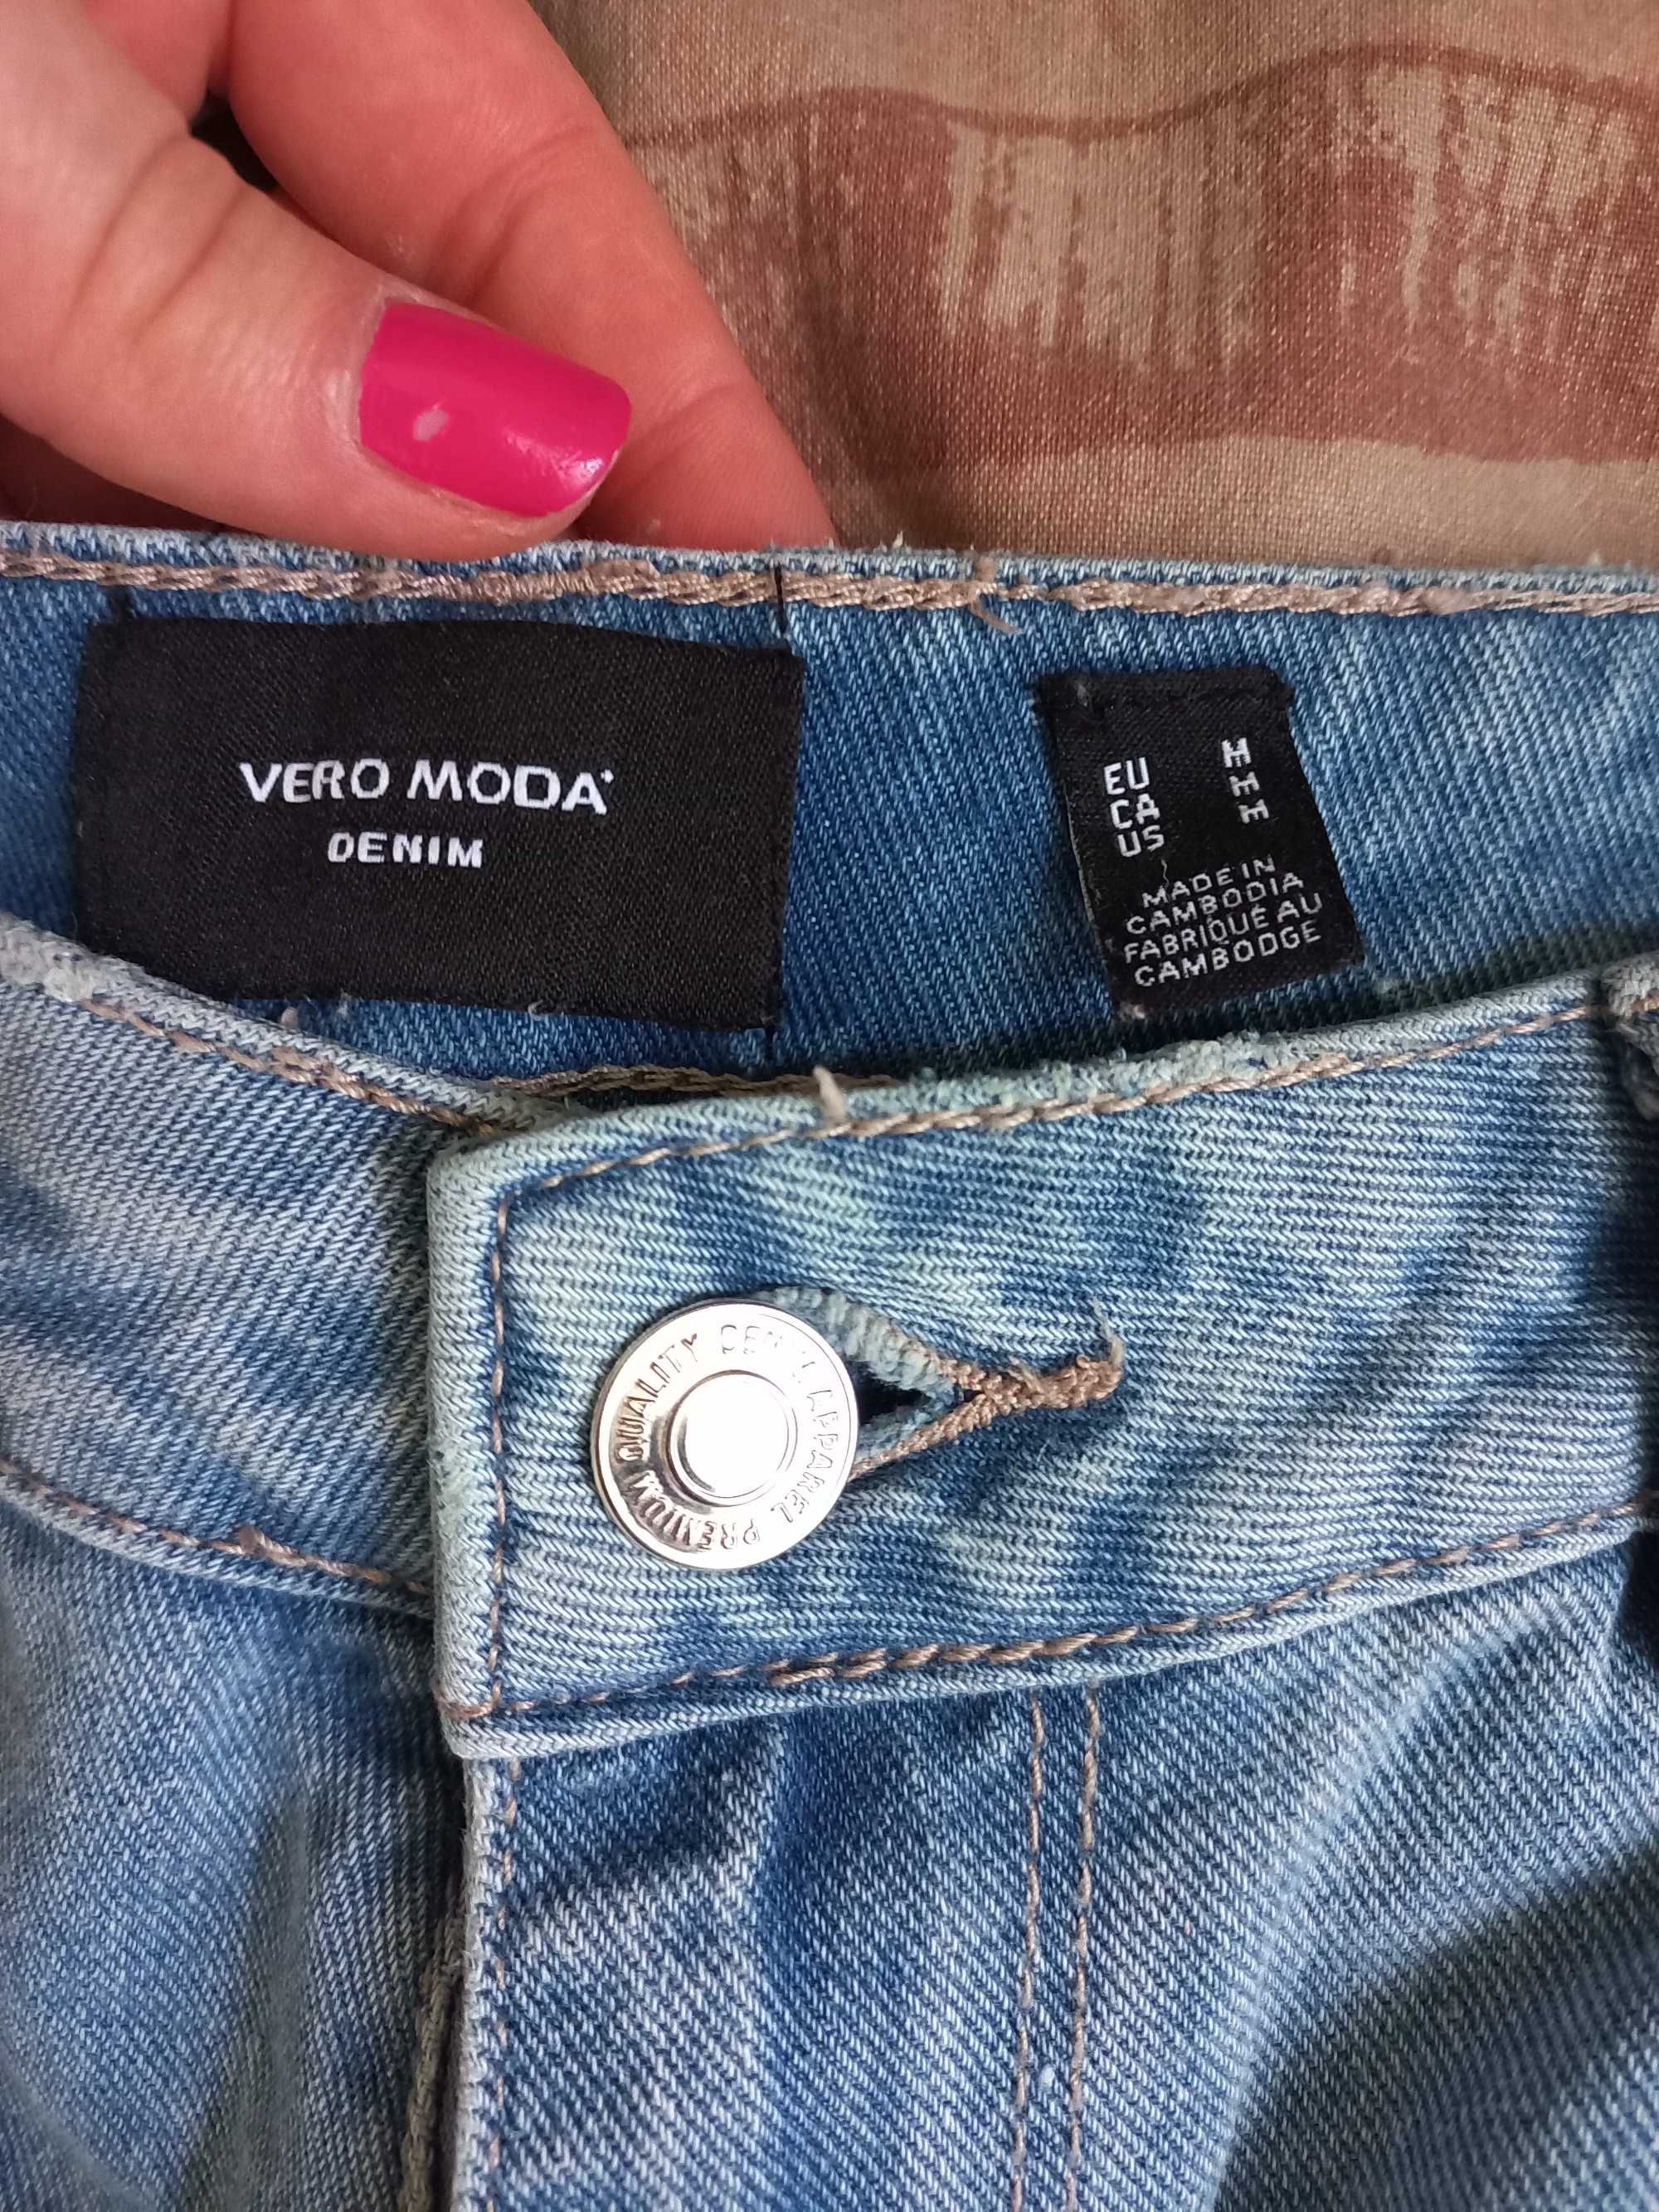 VERO MODA
DENIM
EU M
CA M
US M
MADE IN
CAMBODIA
FABRIQUÉ AU
CAMBODGE
DENIM APPAREL PREMIUM QUALITY